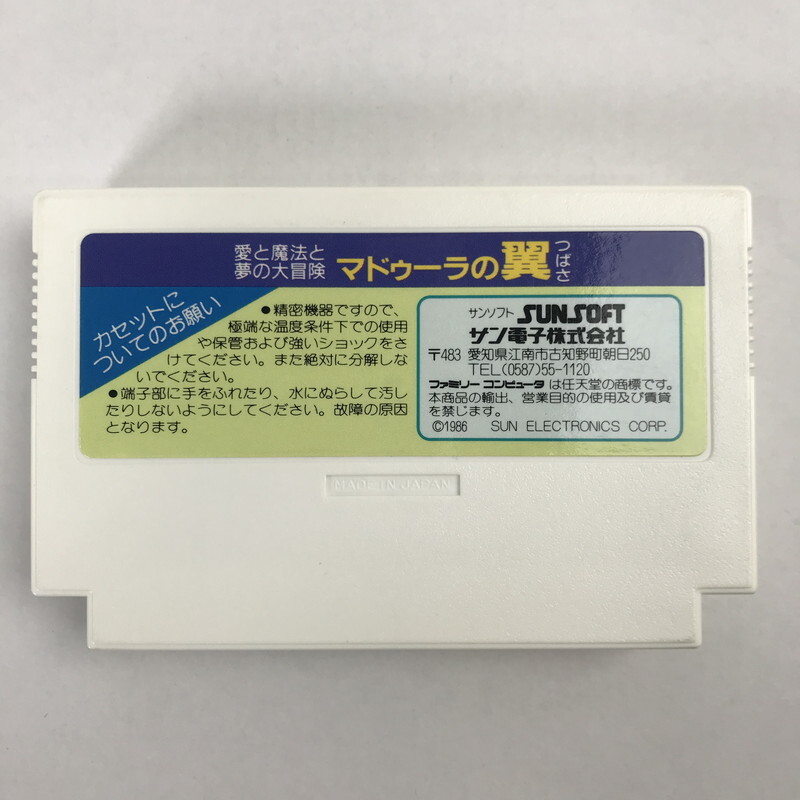 愛と魔法と
夢の大冒険
マドゥーラの翼
つばさ
カセットに
ついてのお願い
●精密機器ですので、
極端な温度条件下での使用
や保管および強いショックをさ
けてください。また絶対に分解しな
いでください。
●端子部に手をふれたり、水にぬらして汚し
たりしないようにしてください。故障の原因
となります。
サンソフト SUNSOFT
サン電子株式会社
〒483 愛知県江南市古知野町朝日250
TEL(0587)55-1120
ファミリーコンピュータは任天堂の商標です。
本商品の輸出、営業目的の使用及び賃貸
を禁じます。
©1986 SUN ELECTRONICS CORP.
MADE IN JAPAN